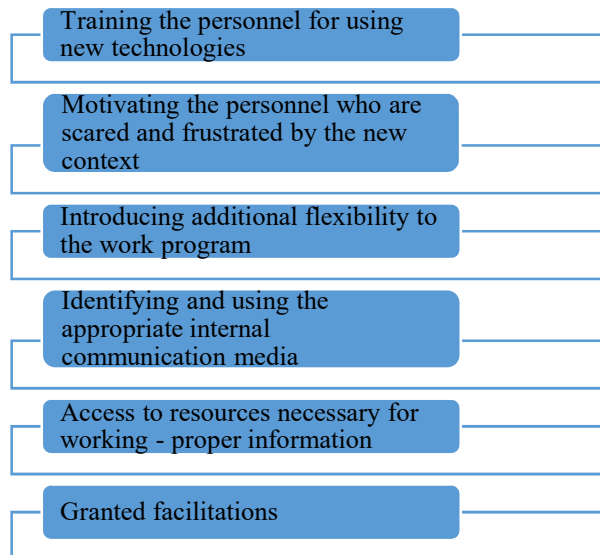 Training the personnel for using
new technologies
Motivating the personnel who are
scared and frustrated by the new
context
Introducing additional flexibility to
the work program
Identifying and using the
appropriate internal
communication media
Access to resources necessary for
working - proper information
Granted facilitations